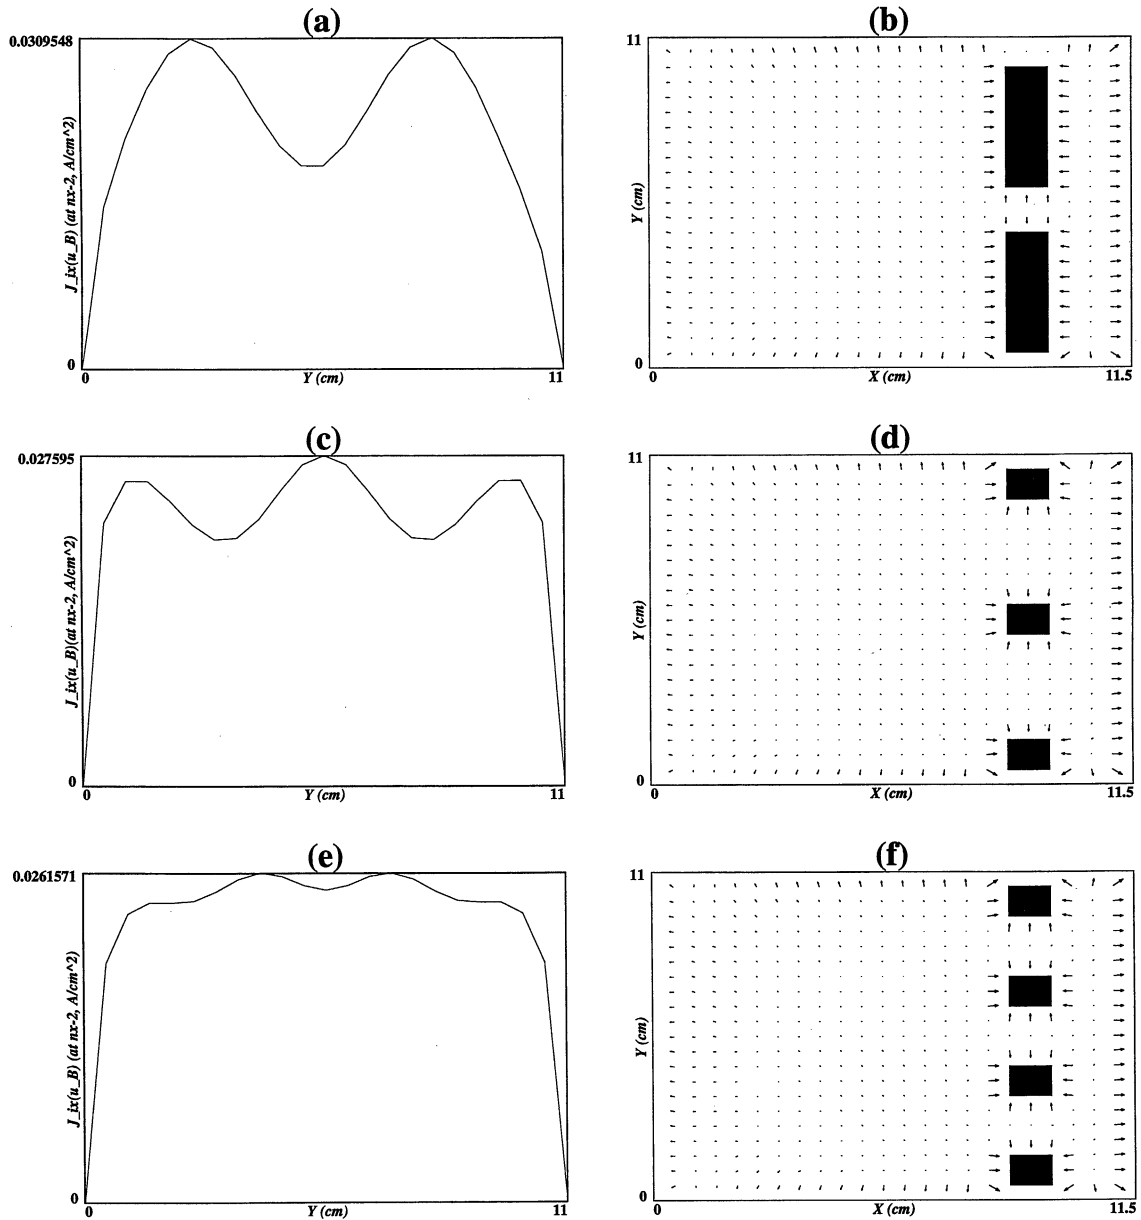 (a)
0.0309548
J_ix(u_B) (at nx-2, A/cm^2)
0
0
Y (cm)
11
(b)
11
Y (cm)
0
0
X (cm)
11.5
(c)
0.027595
J_ix(u_B)(at nx-2, A/cm^2)
0
0
Y (cm)
11
(d)
11
Y (cm)
0
0
X (cm)
11.5
(e)
0.0261571
J_ix(u_B) (at nx-2, A/cm^2)
0
0
Y (cm)
11
(f)
11
Y (cm)
0
0
X (cm)
11.5